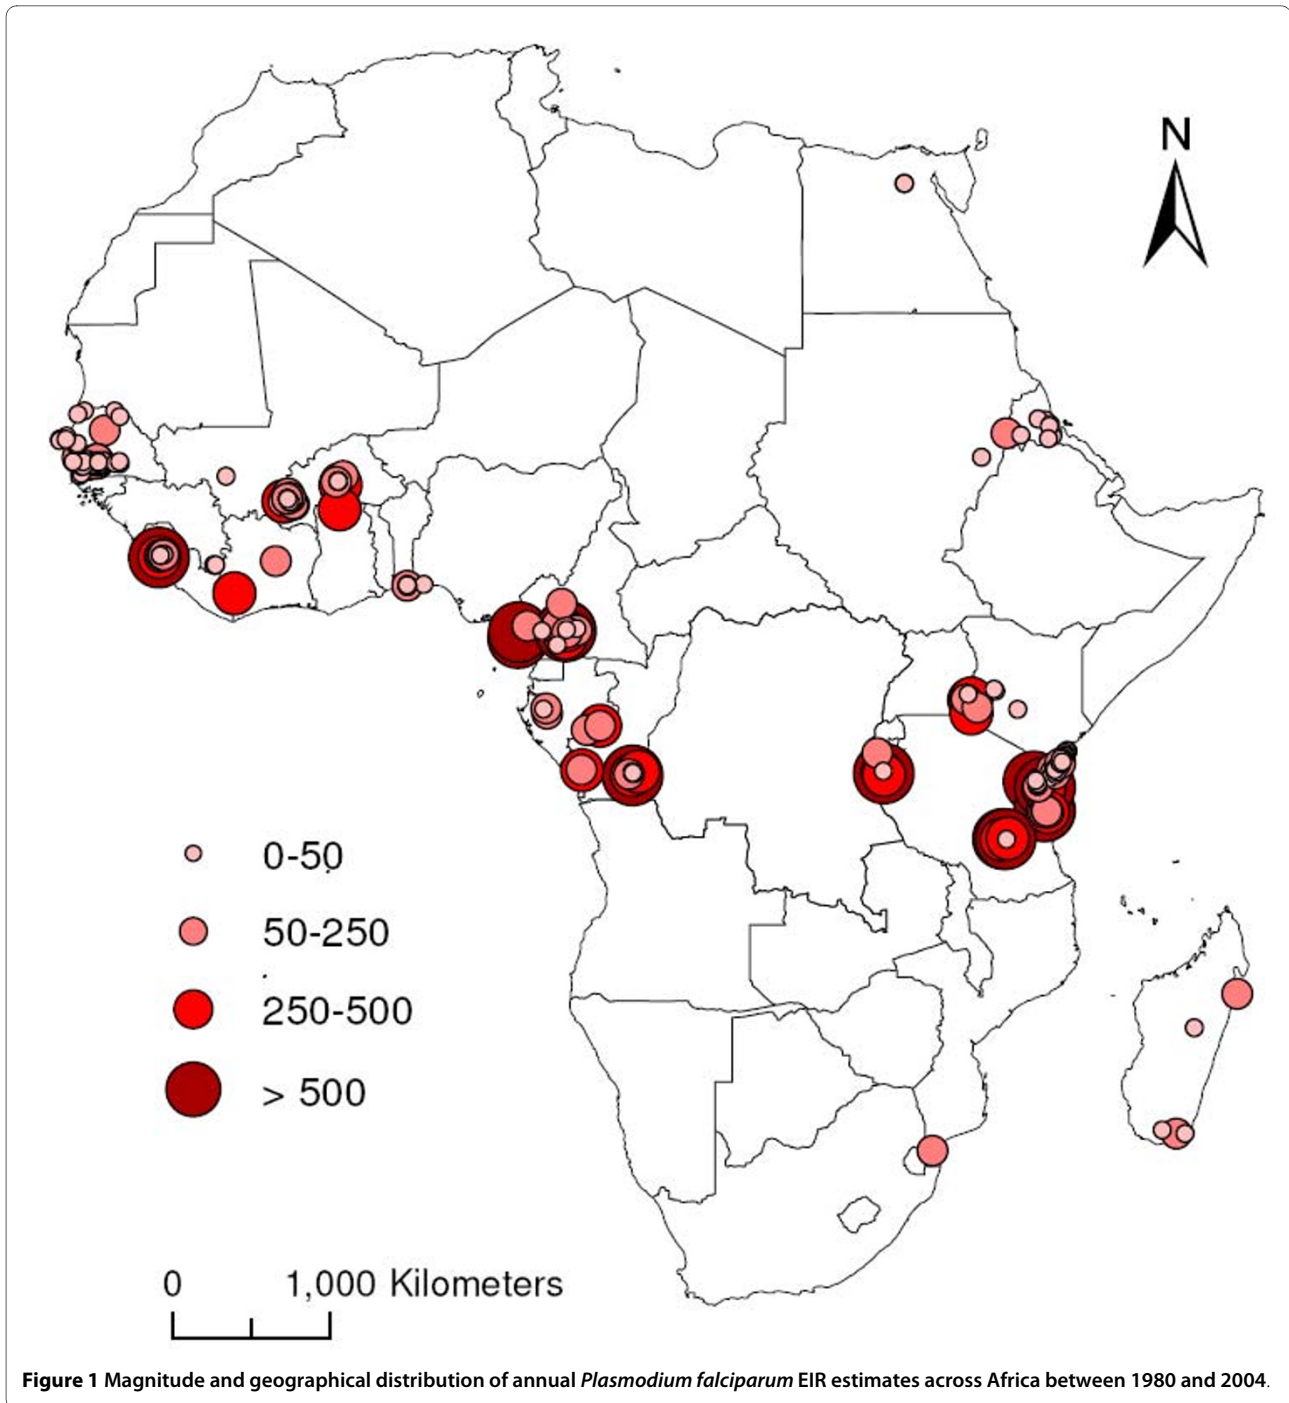 N
0-50
50-250
250-500
> 500
0 1,000 Kilometers
Figure 1 Magnitude and geographical distribution of annual Plasmodium falciparum EIR estimates across Africa between 1980 and 2004.